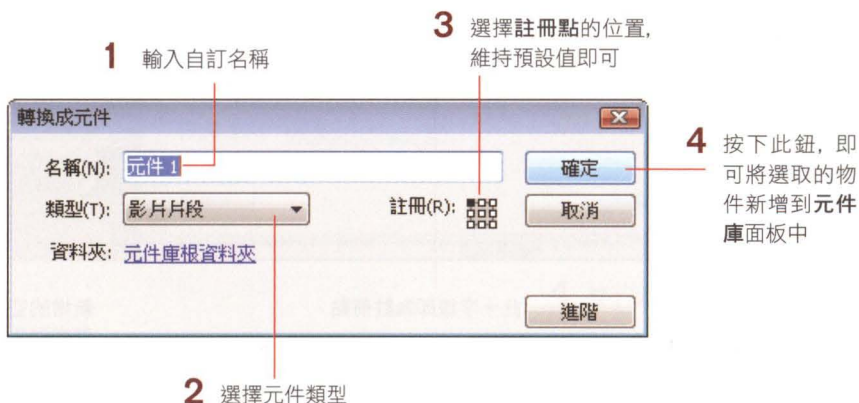 3 選擇註冊點的位置,
維持預設值即可
1 輸入自訂名稱
轉換成元件
名稱(N): 元件 1
確定
4 按下此鈕, 即
可將選取的物
件新增到元件
庫面板中
類型(T): 影片片段
註冊(R):
取消
資料夾: 元件庫根資料夾
進階
2 選擇元件類型